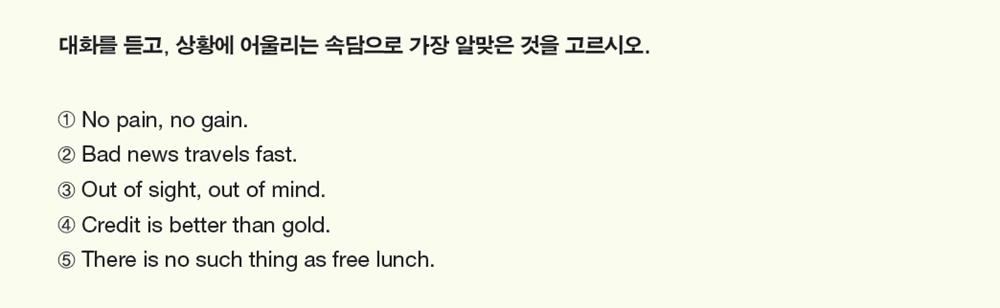 대화를 듣고, 상황에 어울리는 속담으로 가장 알맞은 것을 고르시오.
① No pain, no gain.
② Bad news travels fast.
③ Out of sight, out of mind.
④ Credit is better than gold.
⑤ There is no such thing as free lunch.